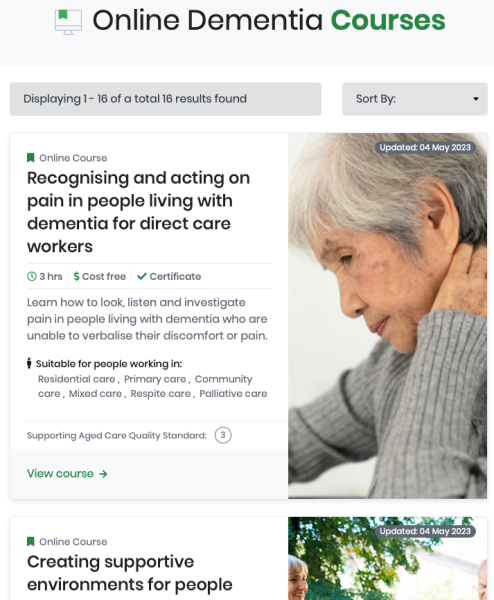 Online Dementia Courses
Displaying 1 - 16 of a total 16 results found
Sort By:
Updated: 04 May 2023
Online Course
Recognising and acting on
pain in people living with
dementia for direct care
workers
3 hrs
Cost free
Certificate
Learn how to look, listen and investigate
pain in people living with dementia who are
unable to verbalise their discomfort or pain.
Suitable for people working in:
Residential care , Primary care , Community
care , Mixed care , Respite care , Palliative care
Supporting Aged Care Quality Standard: 3
View course
Updated: 04 May 2023
Online Course
Creating supportive
environments for people